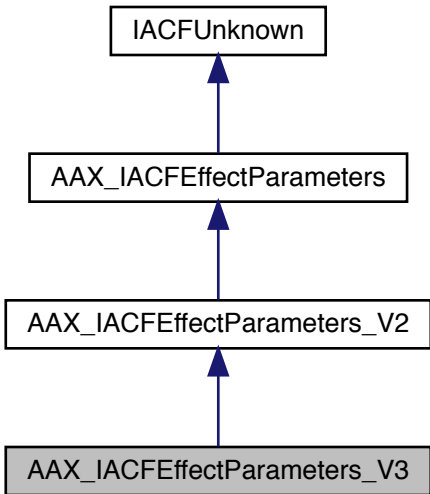 IACFUnknown
AAX_IACFEffectParameters
AAX_IACFEffectParameters_V2
AAX_IACFEffectParameters_V3